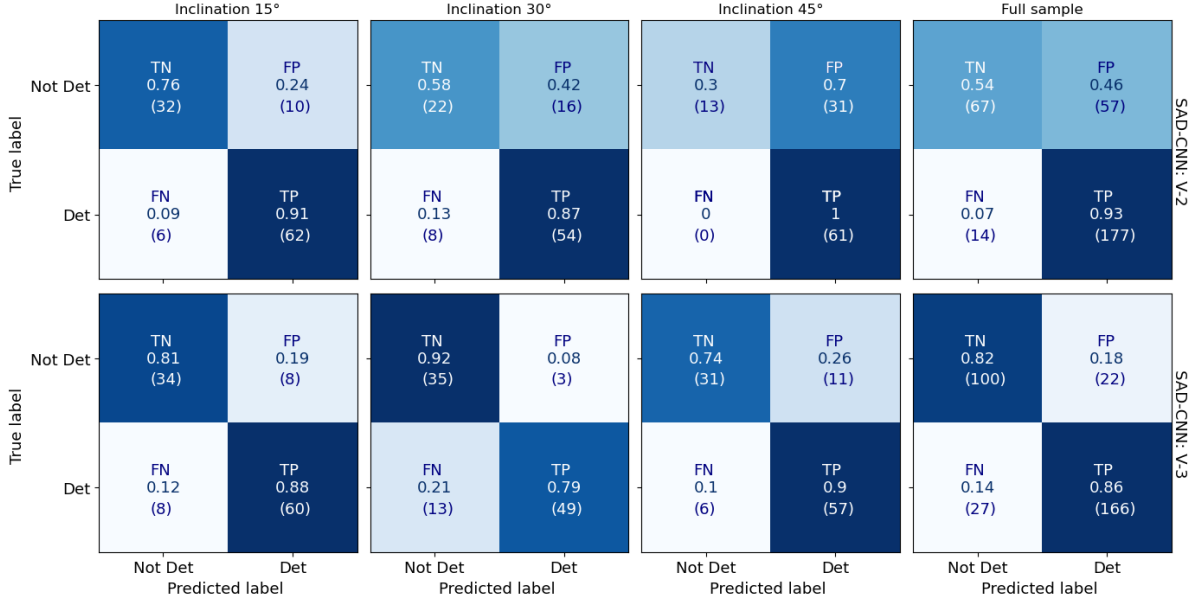 Inclination 15°
Inclination 30°
Inclination 45°
Full sample
True label
Not Det
TN
0.76
(32)
FP
0.24
(10)
TN
0.58
(22)
FP
0.42
(16)
TN
0.3
(13)
FP
0.7
(31)
TN
0.54
(67)
FP
0.46
(57)
Det
FN
0.09
(6)
TP
0.91
(62)
FN
0.13
(8)
TP
0.87
(54)
FN
0
(0)
TP
1
(61)
FN
0.07
(14)
TP
0.93
(177)
SAD-CNN: V-2
True label
Not Det
TN
0.81
(34)
FP
0.19
(8)
TN
0.92
(35)
FP
0.08
(3)
TN
0.74
(31)
FP
0.26
(11)
TN
0.82
(100)
FP
0.18
(22)
Det
FN
0.12
(8)
TP
0.88
(60)
FN
0.21
(13)
TP
0.79
(49)
FN
0.1
(6)
TP
0.9
(57)
FN
0.14
(27)
TP
0.86
(166)
SAD-CNN: V-3
Not Det
Det
Predicted label
Not Det
Det
Predicted label
Not Det
Det
Predicted label
Not Det
Det
Predicted label